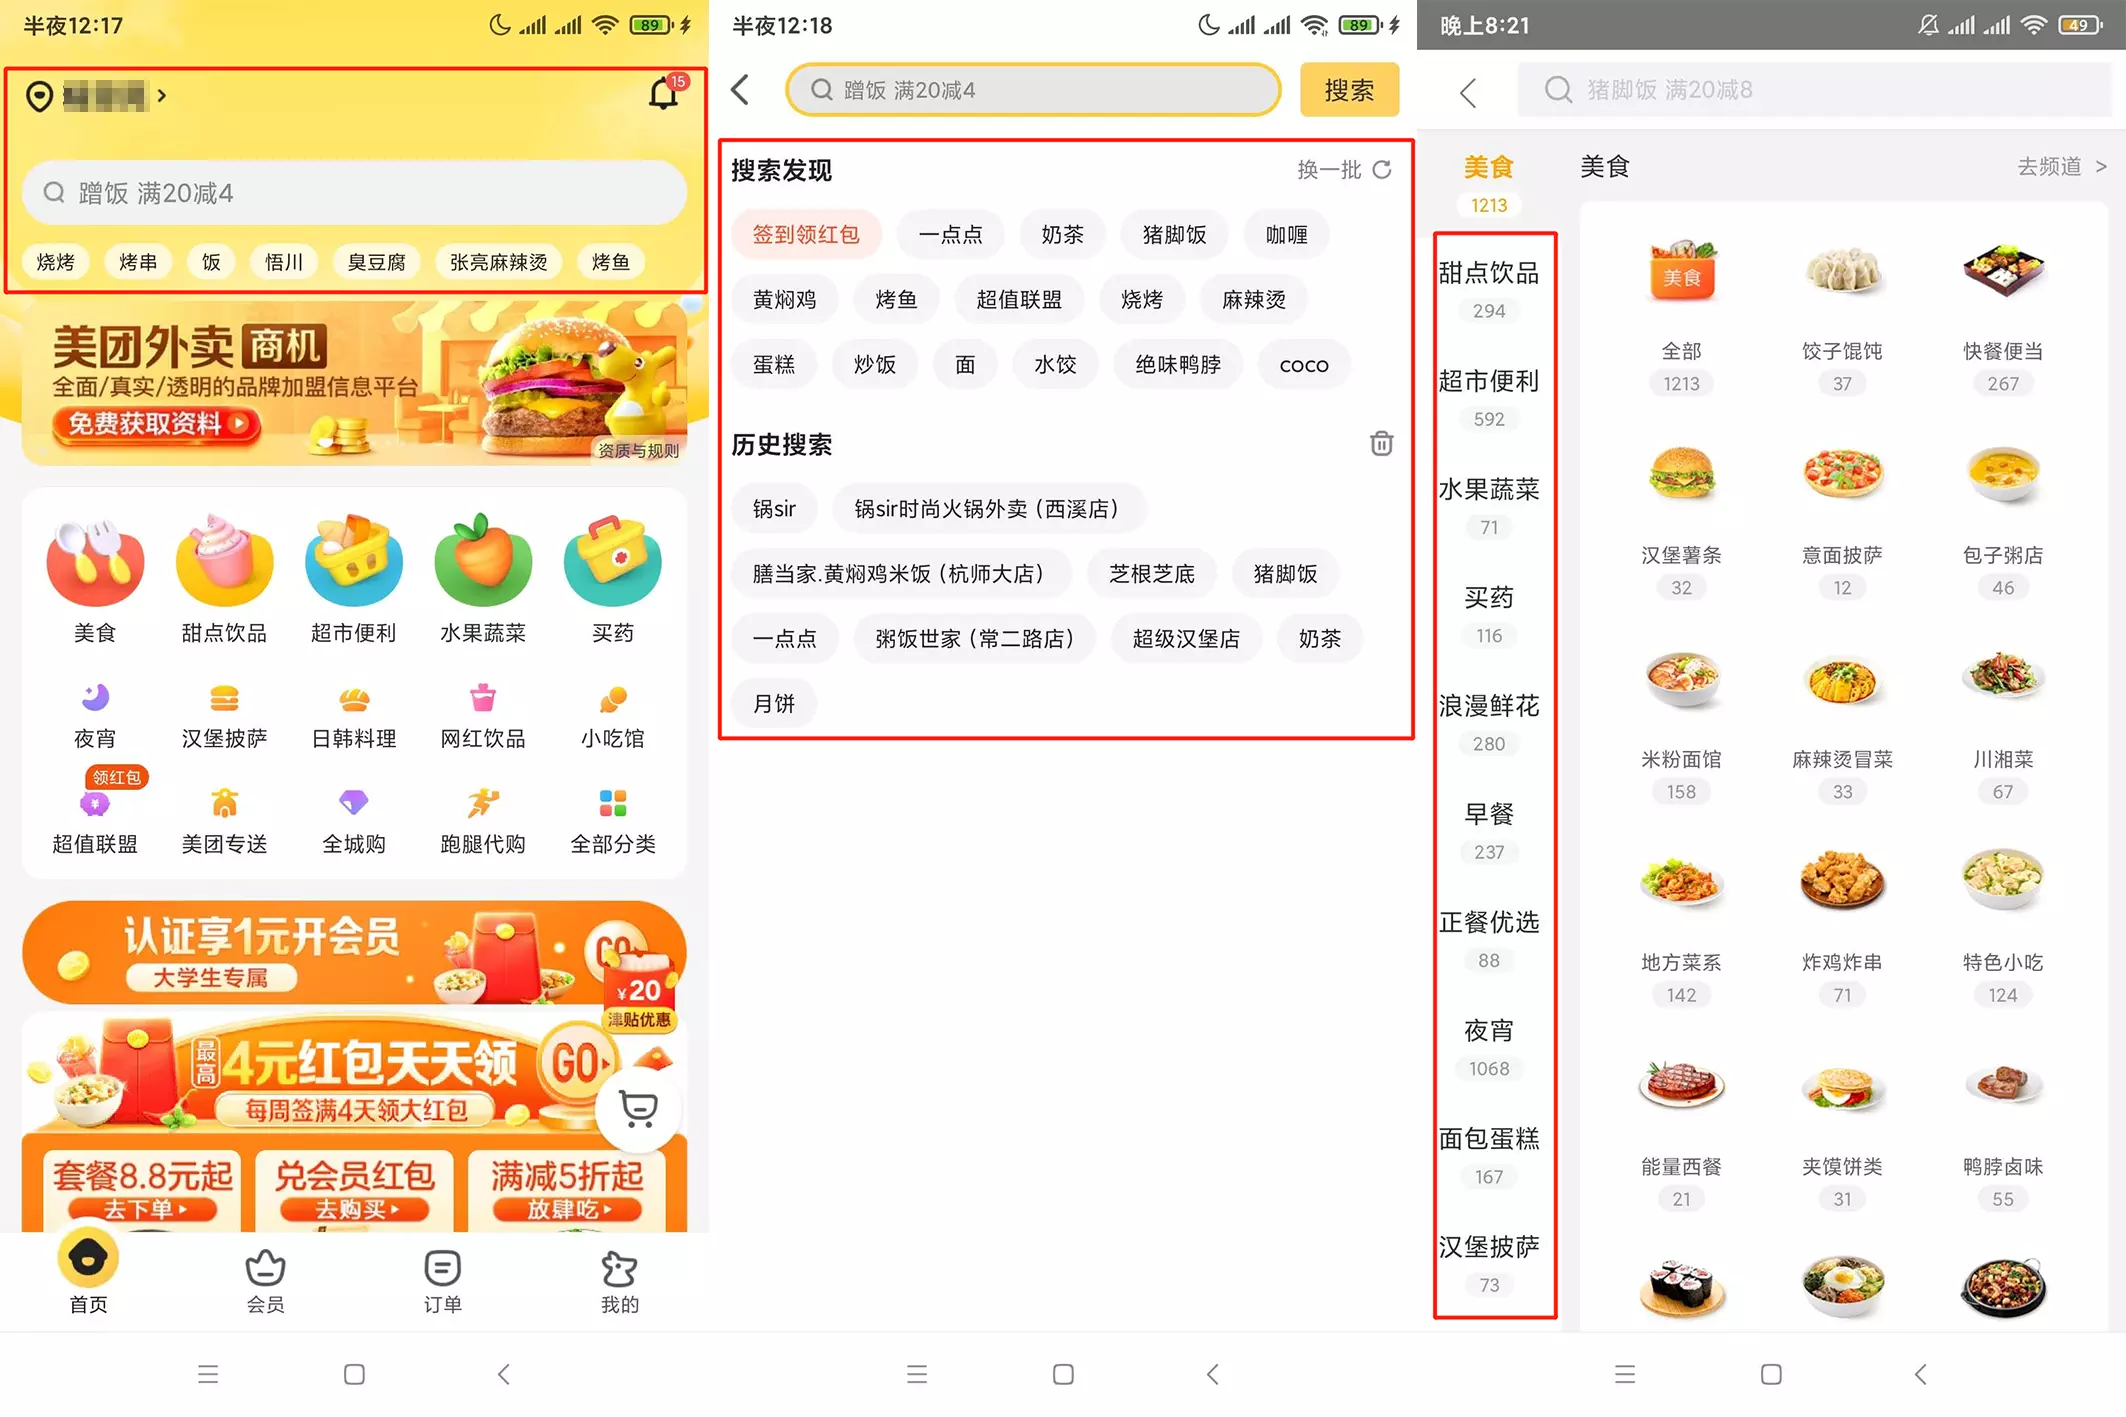 半夜12:17
89
15
蹭饭 满20减4
烧烤 烤串 饭 悟川 臭豆腐 张亮麻辣烫 烤鱼
美团外卖 商机
全面/真实/透明的品牌加盟信息平台
免费获取资料
资质与规则
美食 甜点饮品 超市便利 水果蔬菜 买药
夜宵 汉堡披萨 日韩料理 网红饮品 小吃馆
领红包
超值联盟 美团专送 全城购 跑腿代购 全部分类
认证享1元开会员
大学生专属
GO
¥20
津贴优惠
最高4元红包天天领
GO
每周签满4天领大红包
套餐8.8元起 兑会员红包 满减5折起
去下单 去购买 放肆吃
首页 会员 订单 我的
半夜12:18
89
蹭饭 满20减4
搜索
搜索发现
换一批
签到领红包 一点点 奶茶 猪脚饭 咖喱
黄焖鸡 烤鱼 超值联盟 烧烤 麻辣烫
蛋糕 炒饭 面 水饺 绝味鸭脖 coco
历史搜索
锅sir 锅sir时尚火锅外卖（西溪店）
膳当家.黄焖鸡米饭（杭师大店） 芝根芝底 猪脚饭
一点点 粥饭世家（常二路店） 超级汉堡店 奶茶
月饼
晚上8:21
49
猪脚饭 满20减8
美食
1213
甜点饮品
294
超市便利
592
水果蔬菜
71
买药
116
浪漫鲜花
280
早餐
237
正餐优选
88
夜宵
1068
面包蛋糕
167
汉堡披萨
73
美食
去频道 >
美食
全部 饺子馄饨 快餐便当
1213 37 267
汉堡薯条 意面披萨 包子粥店
32 12 46
米粉面馆 麻辣烫冒菜 川湘菜
158 33 67
地方菜系 炸鸡炸串 特色小吃
142 71 124
能量西餐 夹馍饼类 鸭脖卤味
21 31 55